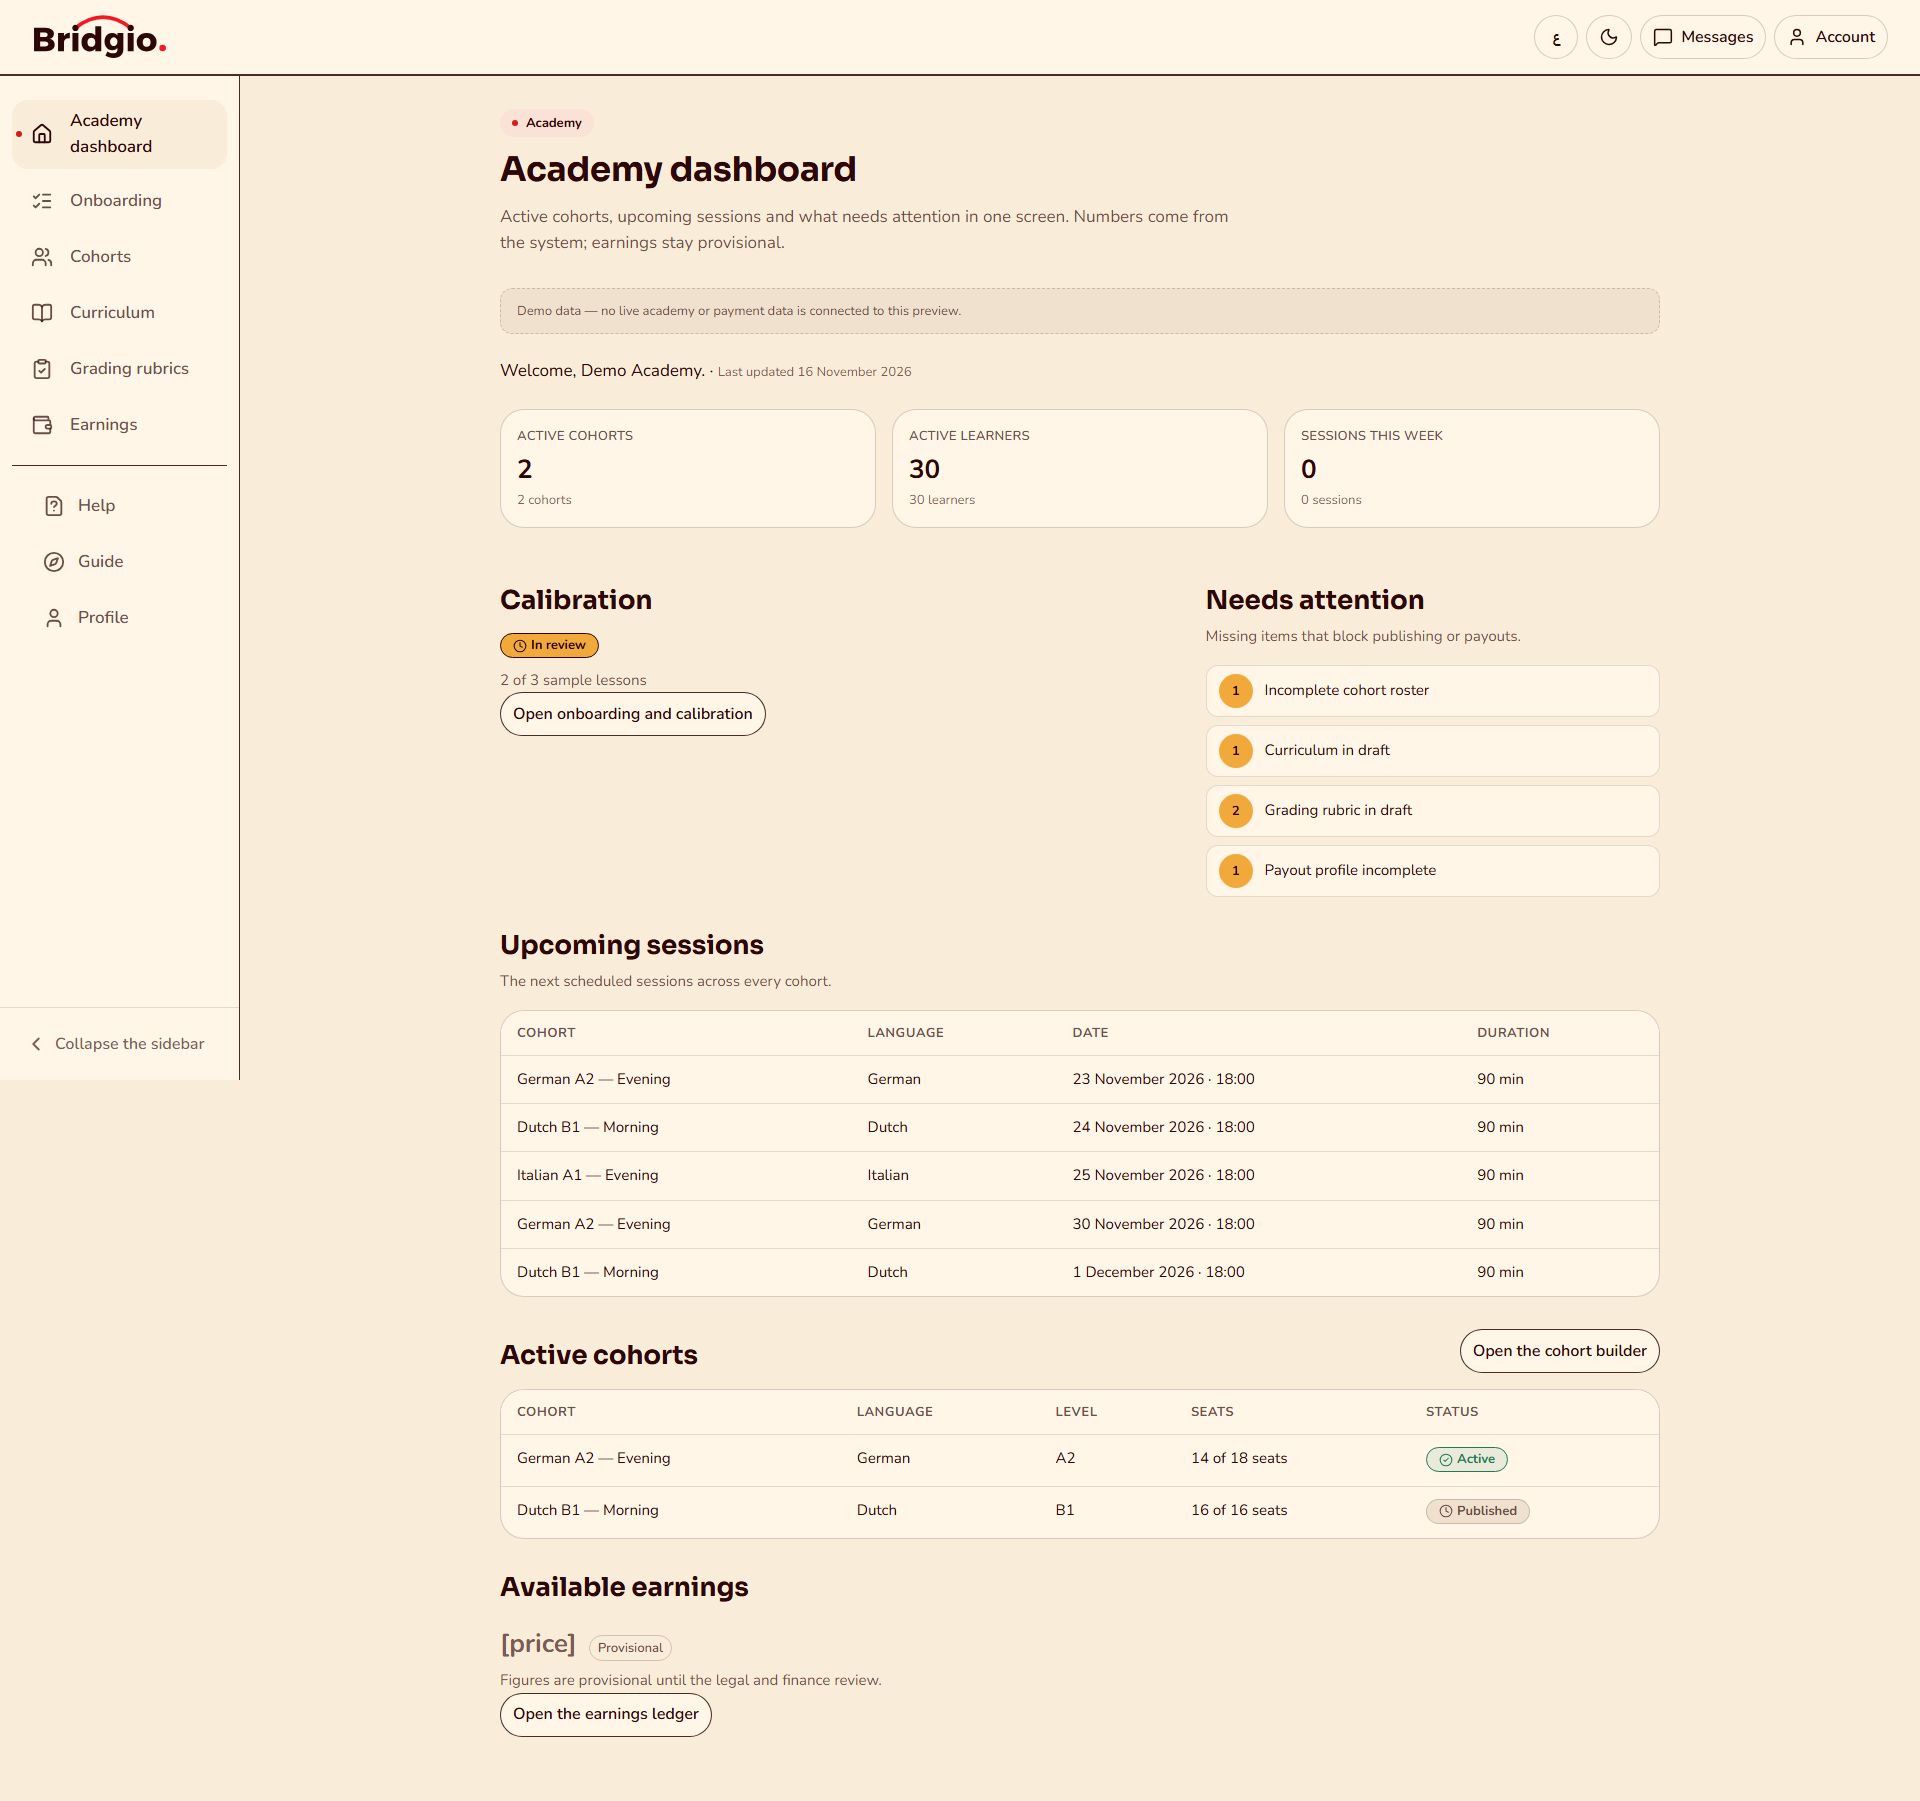 Bridgio.
ع
Messages
Account
Academy
dashboard
Onboarding
Cohorts
Curriculum
Grading rubrics
Earnings
Help
Guide
Profile
Collapse the sidebar
Academy
Academy dashboard
Active cohorts, upcoming sessions and what needs attention in one screen. Numbers come from
the system; earnings stay provisional.
Demo data — no live academy or payment data is connected to this preview.
Welcome, Demo Academy. · Last updated 16 November 2026
ACTIVE COHORTS
2
2 cohorts
ACTIVE LEARNERS
30
30 learners
SESSIONS THIS WEEK
0
0 sessions
Calibration
In review
2 of 3 sample lessons
Open onboarding and calibration
Needs attention
Missing items that block publishing or payouts.
1 Incomplete cohort roster
1 Curriculum in draft
2 Grading rubric in draft
1 Payout profile incomplete
Upcoming sessions
The next scheduled sessions across every cohort.
COHORT LANGUAGE DATE DURATION
German A2 — Evening German 23 November 2026 · 18:00 90 min
Dutch B1 — Morning Dutch 24 November 2026 · 18:00 90 min
Italian A1 — Evening Italian 25 November 2026 · 18:00 90 min
German A2 — Evening German 30 November 2026 · 18:00 90 min
Dutch B1 — Morning Dutch 1 December 2026 · 18:00 90 min
Active cohorts
Open the cohort builder
COHORT LANGUAGE LEVEL SEATS STATUS
German A2 — Evening German A2 14 of 18 seats Active
Dutch B1 — Morning Dutch B1 16 of 16 seats Published
Available earnings
[price] Provisional
Figures are provisional until the legal and finance review.
Open the earnings ledger